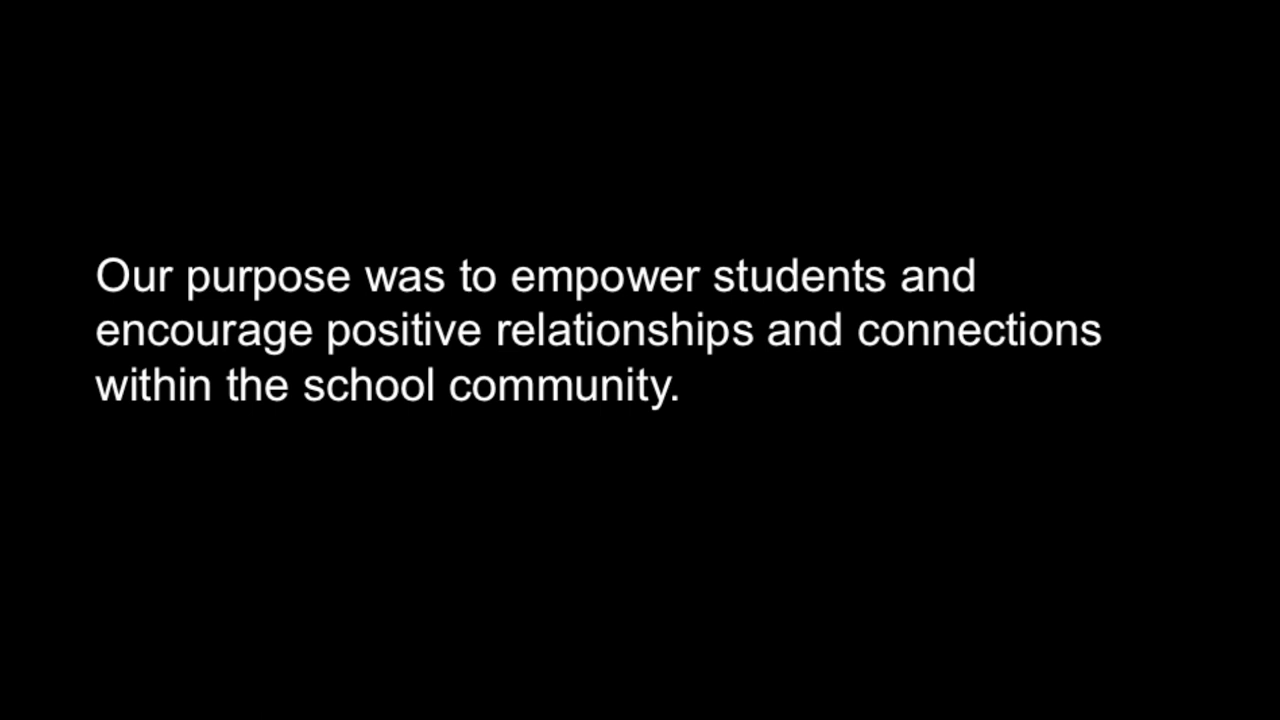 Our purpose was to empower students and
encourage positive relationships and connections
within the school community.